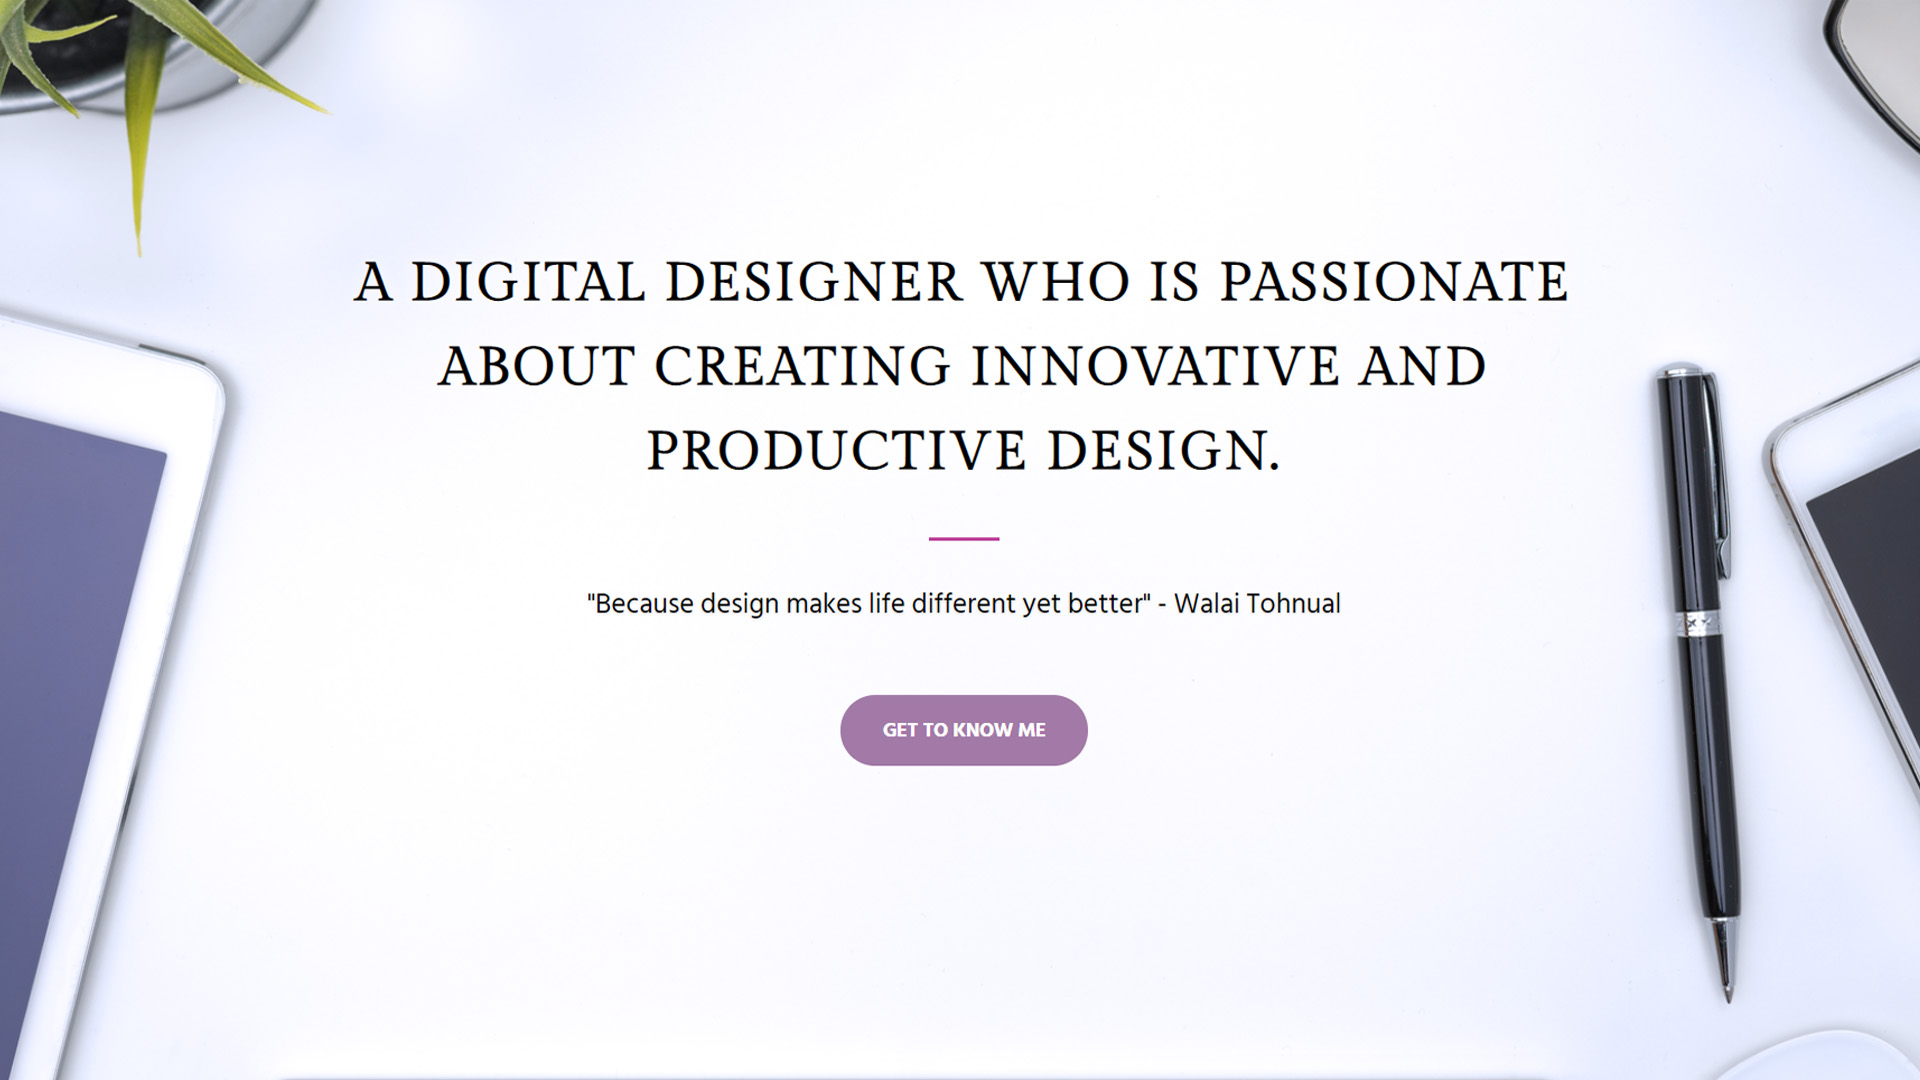 A DIGITAL DESIGNER WHO IS PASSIONATE
ABOUT CREATING INNOVATIVE AND
PRODUCTIVE DESIGN.
"Because design makes life different yet better" - Walai Tohnual
GET TO KNOW ME